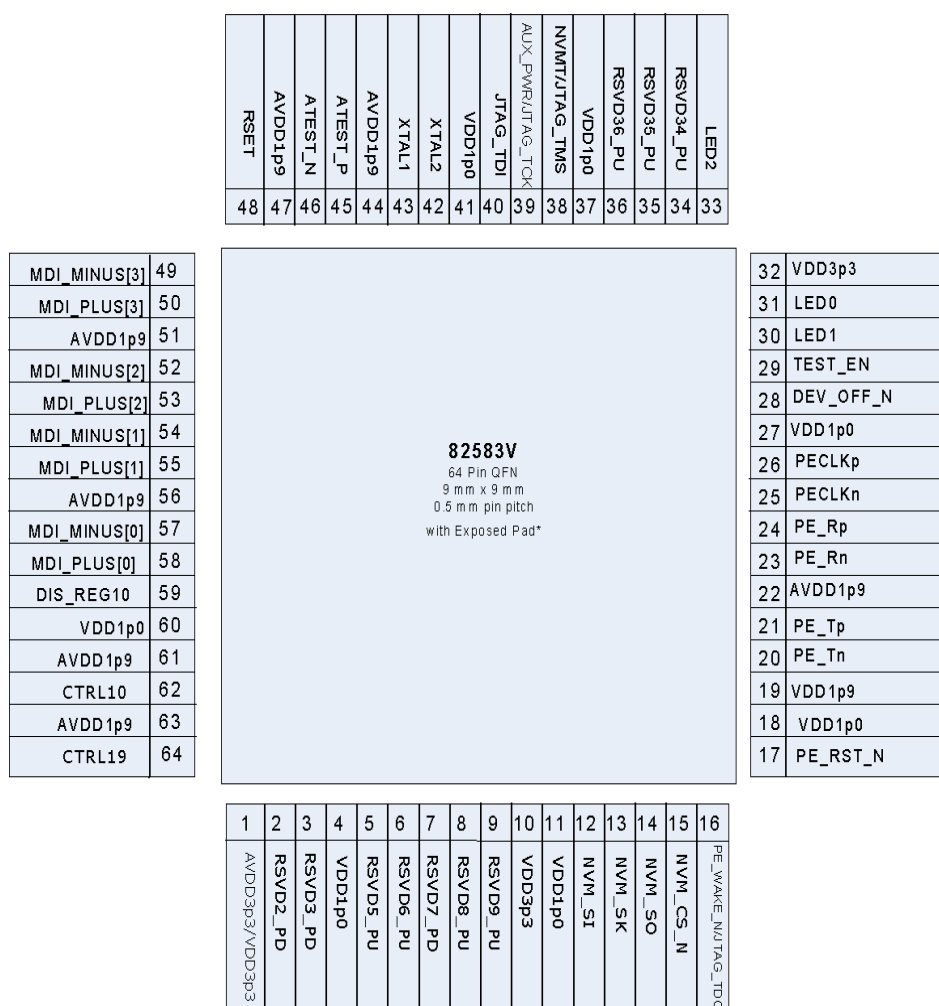 RSET
AVDD1p9
ATEST_N
ATEST_P
AVDD1p9
XTAL1
XTAL2
VDD1p0
JTAG_TDI
AUX_PWR/JTAG_TCK
NVMT/JTAG_TMS
VDD1p0
RSVD36_PU
RSVD35_PU
RSVD34_PU
LED2
48 47 46 45 44 43 42 41 40 39 38 37 36 35 34 33
MDI_MINUS[3] 49
MDI_PLUS[3] 50
AVDD1p9 51
MDI_MINUS[2] 52
MDI_PLUS[2] 53
MDI_MINUS[1] 54
MDI_PLUS[1] 55
AVDD1p9 56
MDI_MINUS[0] 57
MDI_PLUS[0] 58
DIS_REG10 59
VDD1p0 60
AVDD1p9 61
CTRL10 62
AVDD1p9 63
CTRL19 64
82583V
64 Pin QFN
9 mm x 9 mm
0.5 mm pin pitch
with Exposed Pad*
32 VDD3p3
31 LED0
30 LED1
29 TEST_EN
28 DEV_OFF_N
27 VDD1p0
26 PECLKp
25 PECLKn
24 PE_Rp
23 PE_Rn
22 AVDD1p9
21 PE_Tp
20 PE_Tn
19 VDD1p9
18 VDD1p0
17 PE_RST_N
1 2 3 4 5 6 7 8 9 10 11 12 13 14 15 16
AVDD3p3/VDD3p3
RSVD2_PD
RSVD3_PD
VDD1p0
RSVD5_PU
RSVD6_PU
RSVD7_PD
RSVD8_PU
RSVD9_PU
VDD3p3
VDD1p0
NVM_SI
NVM_SK
NVM_SO
NVM_CS_N
PE_WAKE_N/JTAG_TDO